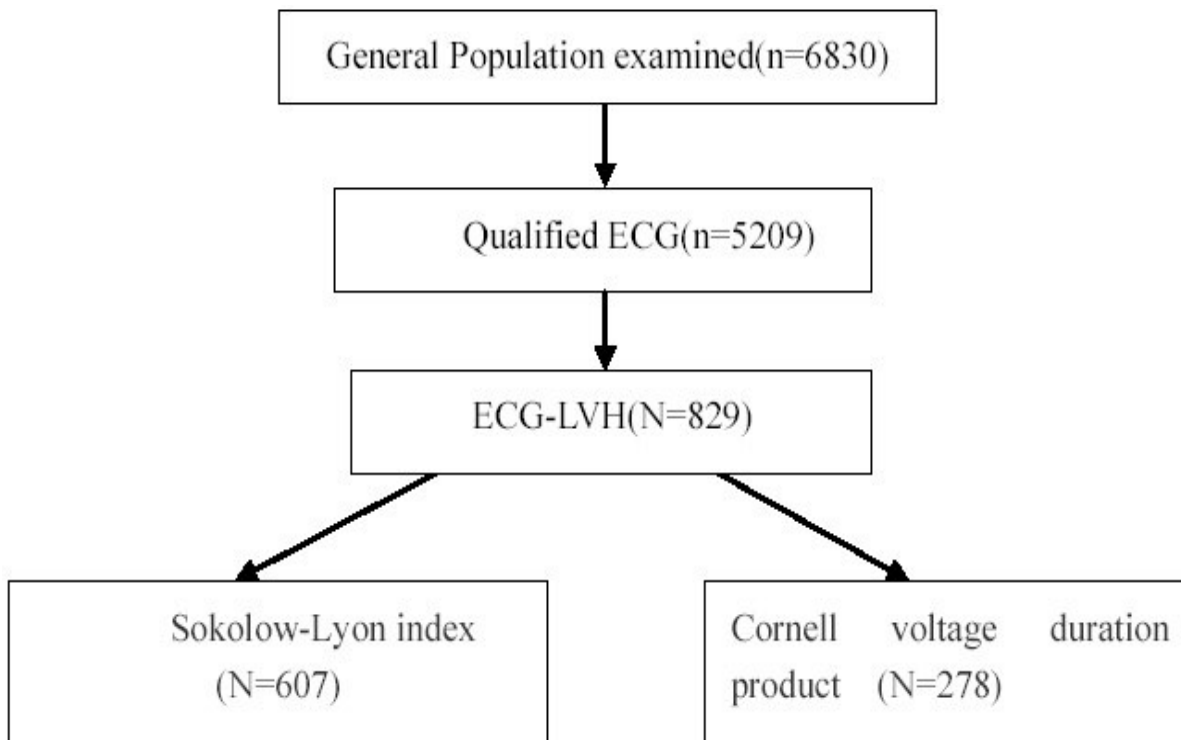 General Population examined(n=6830)
Qualified ECG(n=5209)
ECG-LVH(N=829)
Sokolow-Lyon index
(N=607)
Cornell voltage duration
product (N=278)